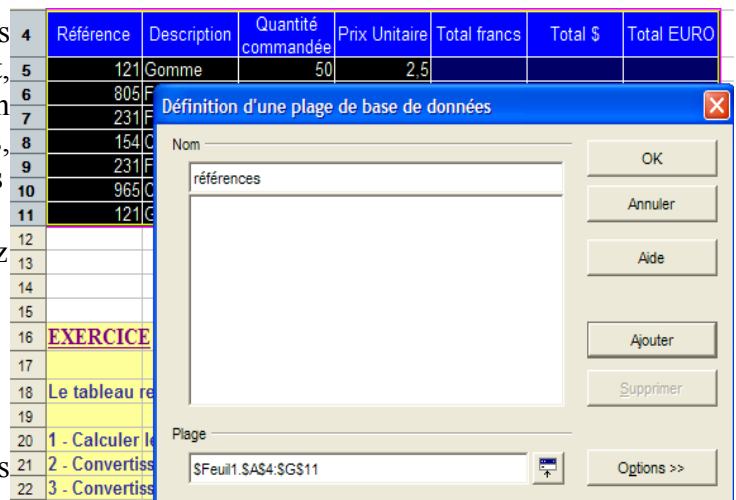 s
4 Référence Description Quantité commandée Prix Unitaire Total francs Total $ Total EURO
5 121 Gomme 50 2,5
6 805 F
7 231 F
8 154
9 231 F
10 965
11 121 G
12
13
14
15
16 EXERCICE
17
18 Le tableau re
19
20 1 - Calculer le
21 2 - Convertiss
22 3 - Convertiss
Définition d'une plage de base de données
Nom
références
OK
Annuler
Aide
Ajouter
Supprimer
Plage
$Feuil1.$A$4:$G$11
Options >>